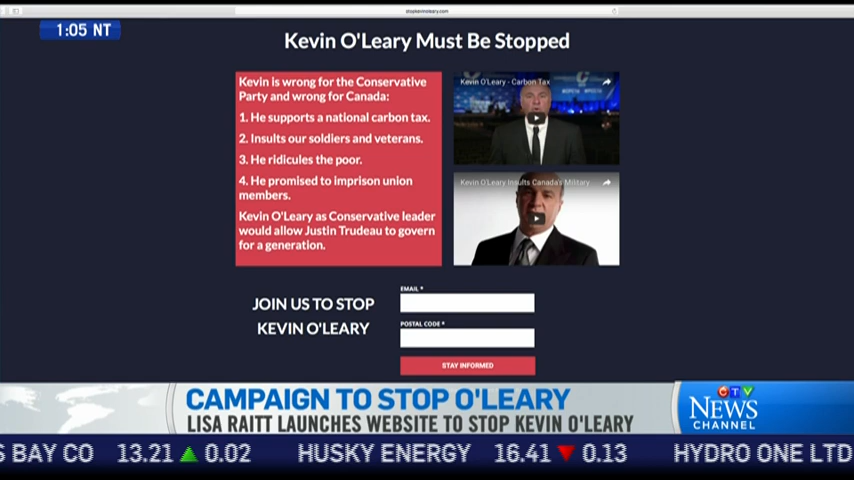 stopkevinoleary.com
1:05 NT
Kevin O'Leary Must Be Stopped
Kevin is wrong for the Conservative
Party and wrong for Canada:
1. He supports a national carbon tax.
2. Insults our soldiers and veterans.
3. He ridicules the poor.
4. He promised to imprison union
members.
Kevin O'Leary as Conservative leader
would allow Justin Trudeau to govern
for a generation.
Kevin O'Leary - Carbon Tax
#CPC16 #PCC16
Kevin O'Leary Insults Canada's Military
JOIN US TO STOP
KEVIN O'LEARY
EMAIL *
POSTAL CODE *
STAY INFORMED
CAMPAIGN TO STOP O'LEARY
LISA RAITT LAUNCHES WEBSITE TO STOP KEVIN O'LEARY
CTV
NEWS
CHANNEL
S BAY CO 13.21 ▲ 0.02 HUSKY ENERGY 16.41 ▼ 0.13 HYDRO ONE LTD